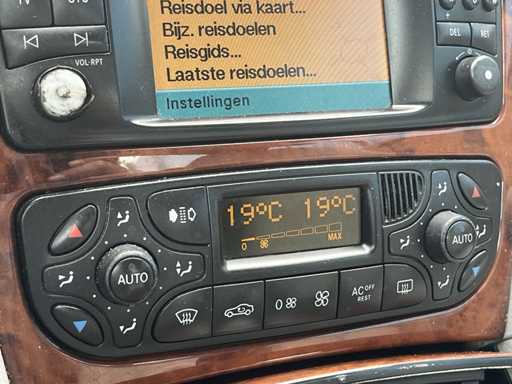 Reisdoel via kaart...
Bijz. reisdoelen
Reisgids...
Laatste reisdoelen...
Instellingen
DEL RET
VOL·RPT
19°C 19°C
0 MAX
AUTO AUTO
0 AC OFF
REST